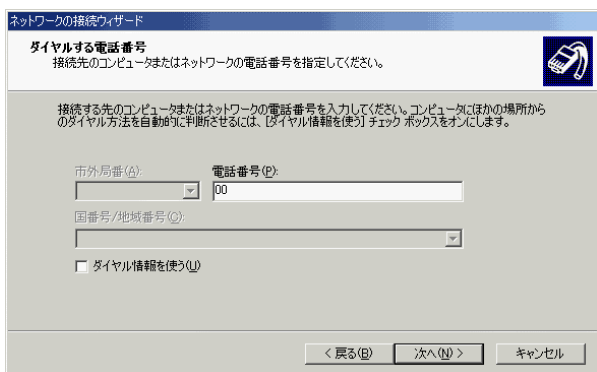 ネットワークの接続ウィザード
ダイヤルする電話番号
接続先のコンピュータまたはネットワークの電話番号を指定してください。
接続する先のコンピュータまたはネットワークの電話番号を入力してください。コンピュータにほかの場所から
のダイヤル方法を自動的に判断させるには、[ダイヤル情報を使う] チェック ボックスをオンにします。
市外局番(A): 電話番号(P):
00
国番号/地域番号(C):
ダイヤル情報を使う(U)
< 戻る(B) 次へ(N) > キャンセル